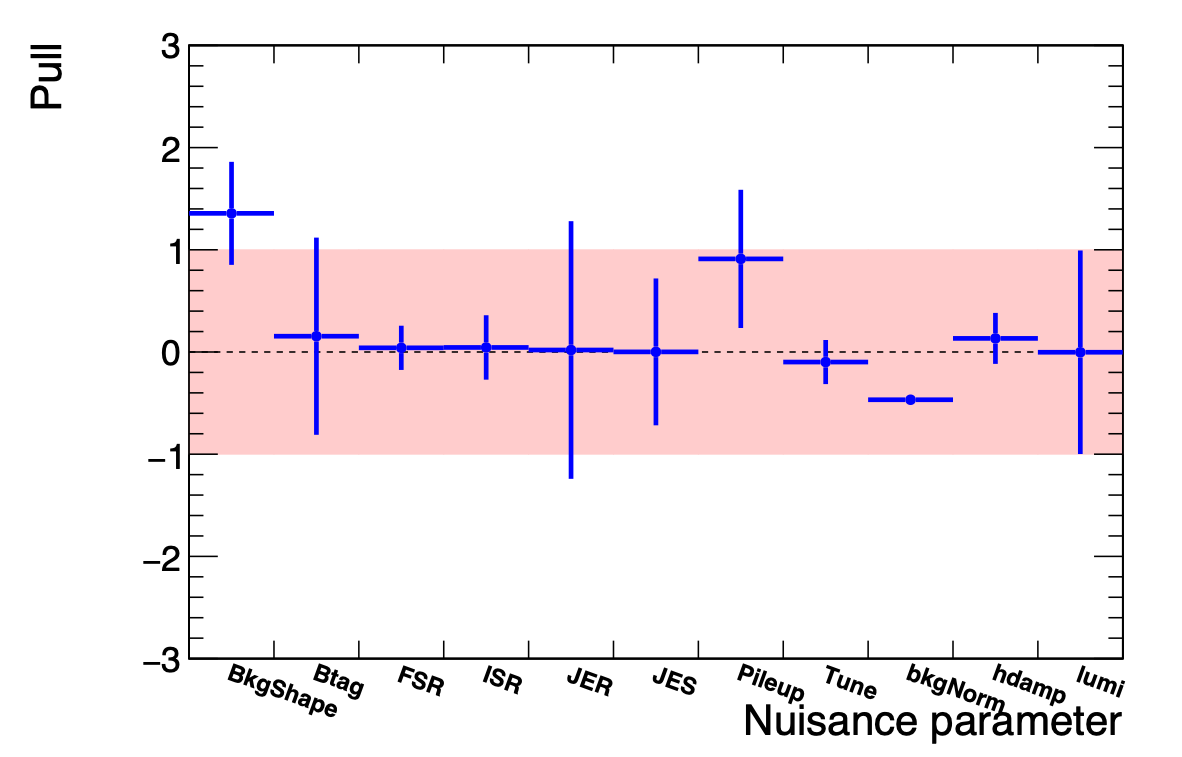 Pull
3
2
1
0
−1
−2
−3
BkgShape
Btag
FSR
ISR
JER
JES
Pileup
Tune
bkgNorm
hdamp
lumi
Nuisance parameter